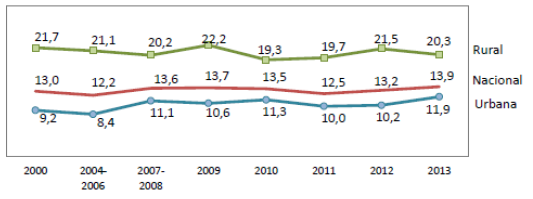 21,7 21,1 20,2 22,2 19,3 19,7 21,5 20,3 Rural
13,0 12,2 13,6 13,7 13,5 12,5 13,2 13,9 Nacional
9,2 8,4 11,1 10,6 11,3 10,0 10,2 11,9 Urbana
2000 2004- 2007- 2009 2010 2011 2012 2013
2006 2008